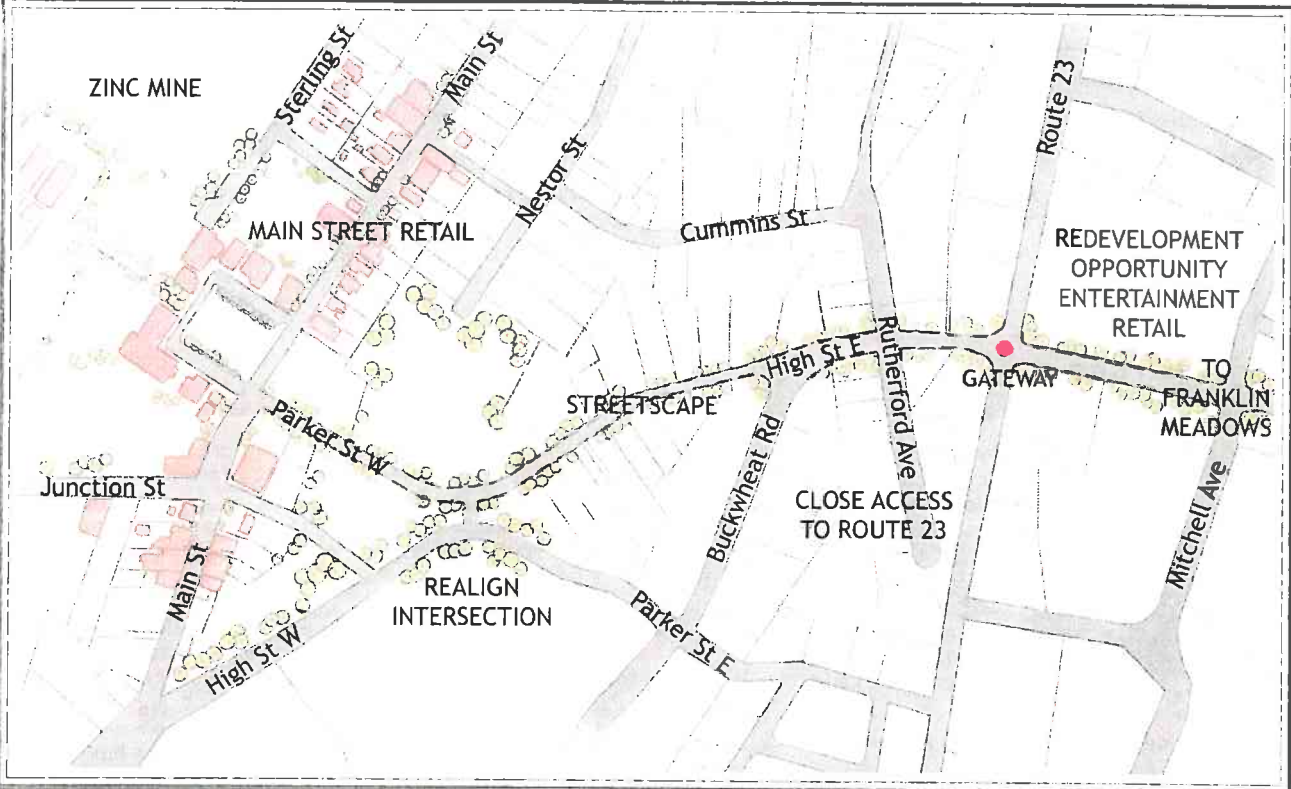 ZINC MINE
Sterling St
Main St
Nestor St
Route 23
MAIN STREET RETAIL
Cummins St
REDEVELOPMENT
OPPORTUNITY
ENTERTAINMENT
RETAIL
High St E
Rutherford Ave
GATEWAY
TO
FRANKLIN
MEADOWS
STREETSCAPE
Parker St W
Junction St
Buckwheat Rd
CLOSE ACCESS
TO ROUTE 23
Mitchell Ave
Main St
REALIGN
INTERSECTION
High St W
Parker St E